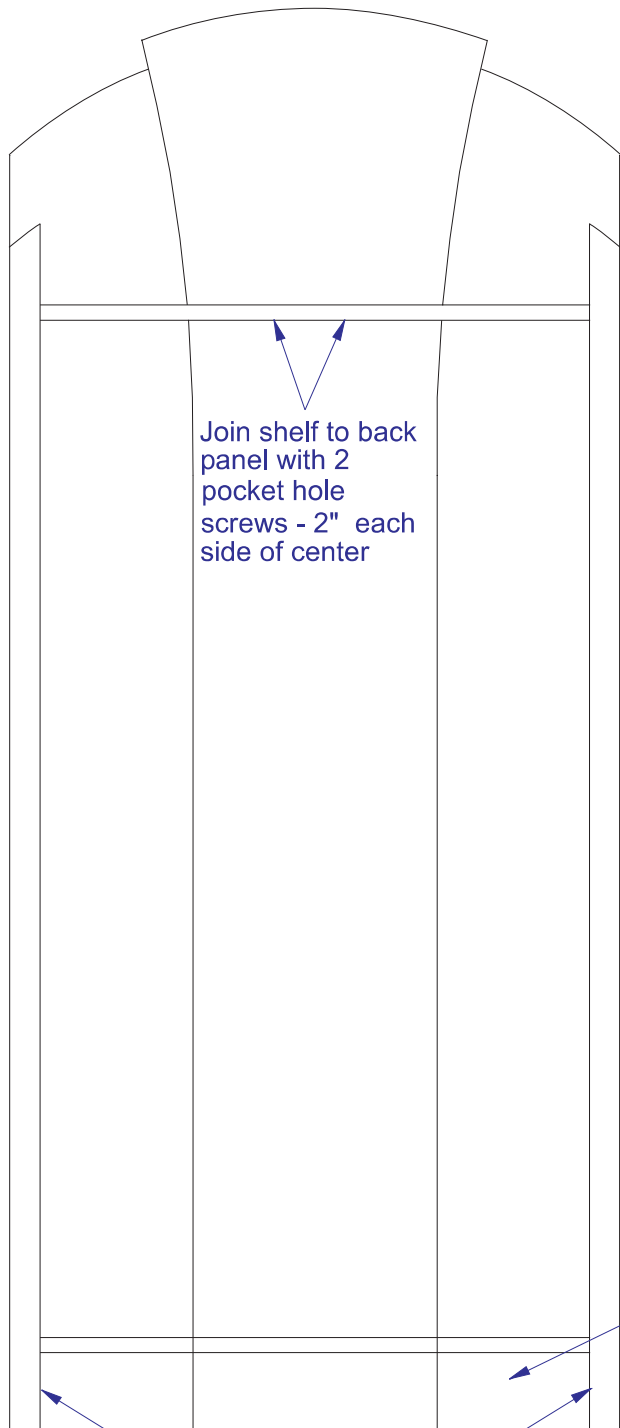 Join shelf to back
panel with 2
pocket hole
screws - 2"  each
side of center